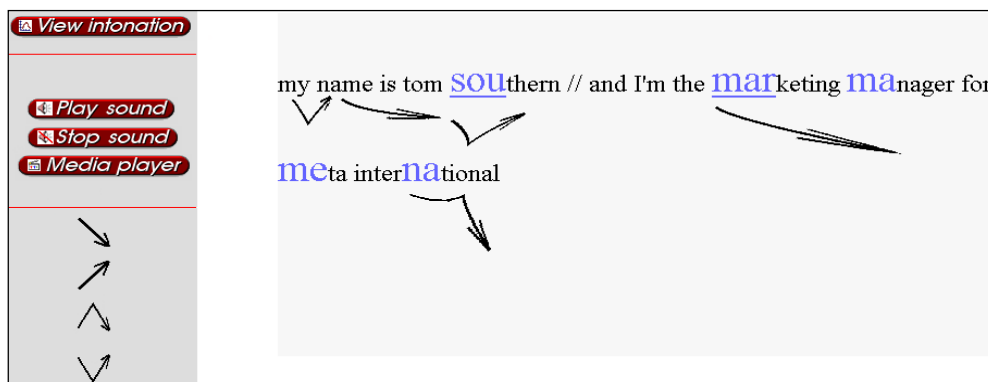 View intonation
Play sound
Stop sound
Media player
my name is tom southern // and I'm the marketing manager for
meta international